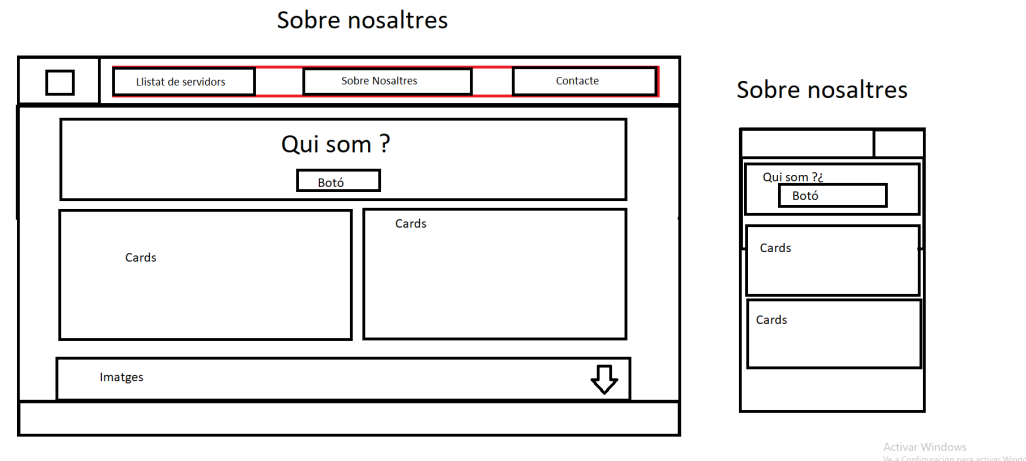 Sobre nosaltres
Llistat de servidors
Sobre Nosaltres
Contacte
Qui som ?
Botó
Cards
Cards
Imatges
Sobre nosaltres
Qui som ?¿
Botó
Cards
Cards
Activar Windows
Ve a Configuración para activar Windo